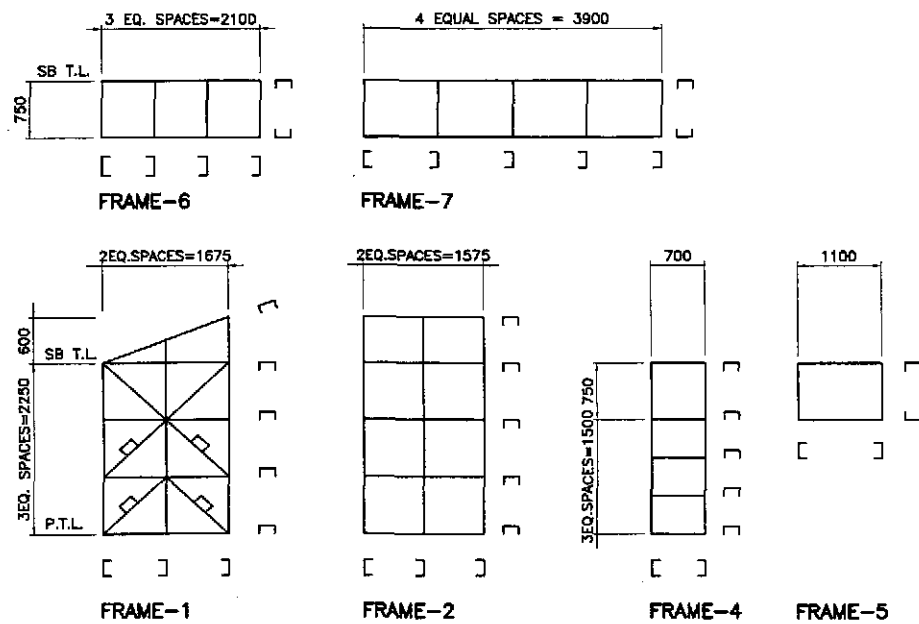 3 EQ. SPACES=2100
4 EQUAL SPACES = 3900
SB T.L.
750
FRAME-6
FRAME-7
2EQ.SPACES=1675
2EQ.SPACES=1575
700
1100
600
SB T.L.
3EQ. SPACES=2250
P.T.L.
3EQ.SPACES=1500
750
FRAME-1
FRAME-2
FRAME-4
FRAME-5